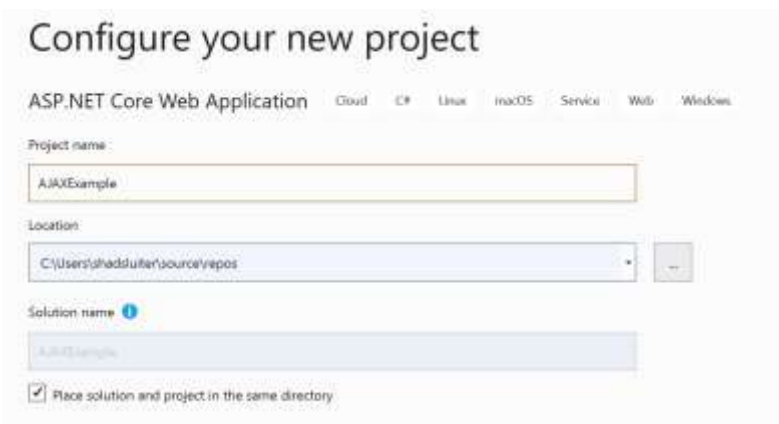 Configure your new project
ASP.NET Core Web Application Cloud C# Linux macOS Service Web Windows
Project name
AJAXExample
Location
C:\Users\shadsluiter\source\repos
...
Solution name
AJAXExample
Place solution and project in the same directory